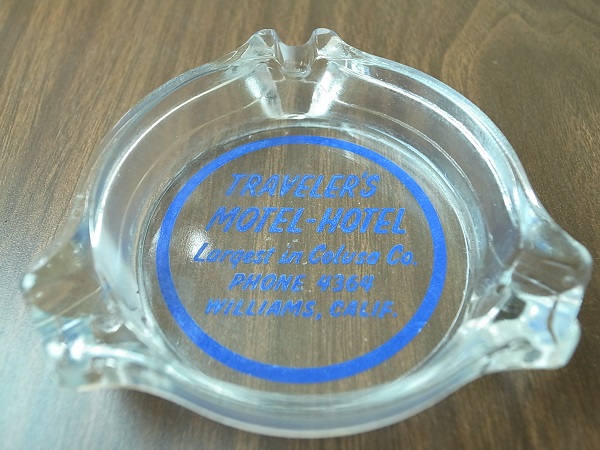 TRAVELER'S
MOTEL-HOTEL
Largest in Colusa Co.
PHONE 4364
WILLIAMS, CALIF.